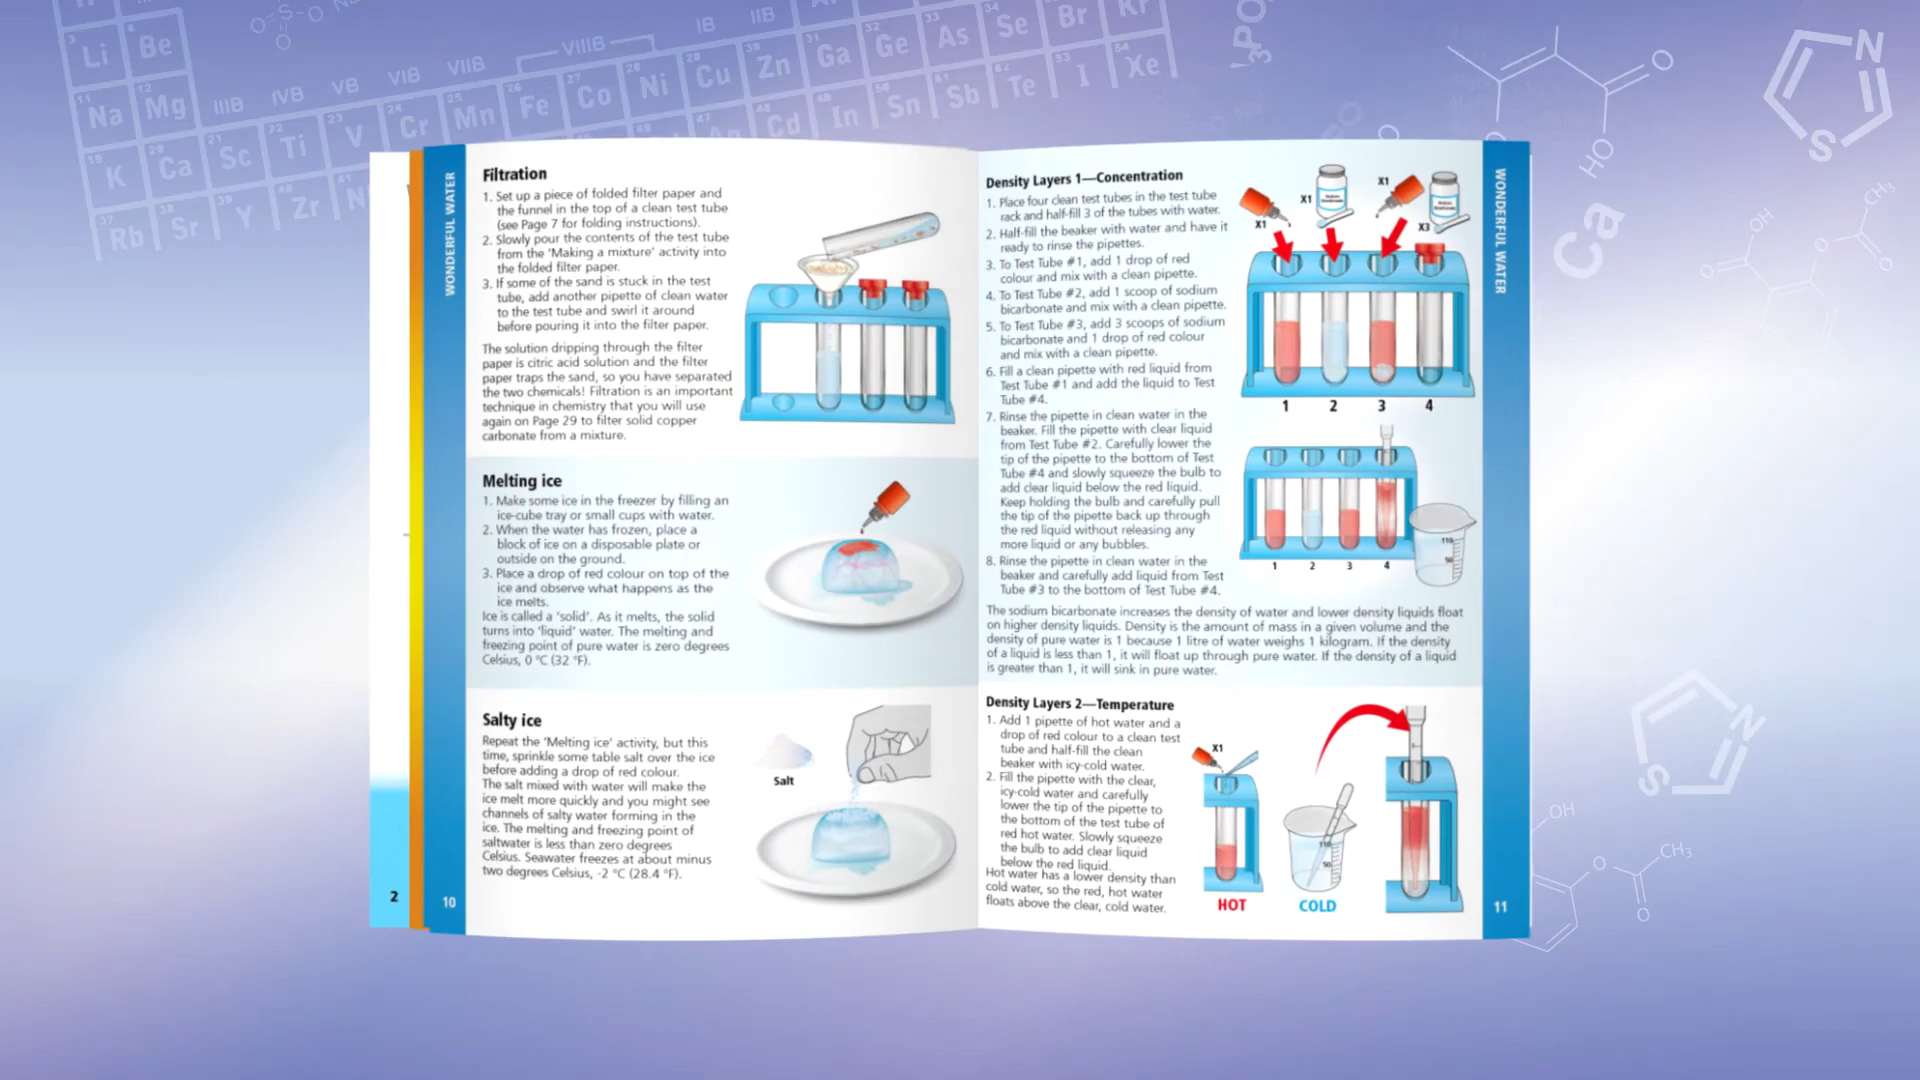 O
S
O
O
Li
Be
IB
IIB
VIIIB
Ga
Ge
As
Se
Br
Kr
Na
Mg
IIIB
IVB
VB
VIB
VIIB
Fe
Co
Ni
Cu
Zn
K
Ca
Sc
Ti
V
Cr
Mn
Cd
In
Sn
Sb
Te
I
Xe
Rb
Sr
Y
Zr
O
HO
N
S
OH
CH3
O
O
Ca
WONDERFUL WATER
Filtration
1. Set up a piece of folded filter paper and
the funnel in the top of a clean test tube
(see Page 7 for folding instructions).
2. Slowly pour the contents of the test tube
from the 'Making a mixture' activity into
the folded filter paper.
3. If some of the sand is stuck in the test
tube, add another pipette of clean water
to the test tube and swirl it around
before pouring it into the filter paper.
The solution dripping through the filter
paper is citric acid solution and the filter
paper traps the sand, so you have separated
the two chemicals! Filtration is an important
technique in chemistry that you will use
again on Page 29 to filter solid copper
carbonate from a mixture.
Melting ice
1. Make some ice in the freezer by filling an
ice-cube tray or small cups with water.
2. When the water has frozen, place a
block of ice on a disposable plate or
outside on the ground.
3. Place a drop of red colour on top of the
ice and observe what happens as the
ice melts.
Ice is called a 'solid'. As it melts, the solid
turns into 'liquid' water. The melting and
freezing point of pure water is zero degrees
Celsius, 0 °C (32 °F).
Salty ice
Repeat the 'Melting ice' activity, but this
time, sprinkle some table salt over the ice
before adding a drop of red colour.
The salt mixed with water will make the
ice melt more quickly and you might see
channels of salty water forming in the
ice. The melting and freezing point of
saltwater is less than zero degrees
Celsius. Seawater freezes at about minus
two degrees Celsius, -2 °C (28.4 °F).
Salt
2
10
Density Layers 1—Concentration
1. Place four clean test tubes in the test tube
rack and half-fill 3 of the tubes with water.
2. Half-fill the beaker with water and have it
ready to rinse the pipettes.
3. To Test Tube #1, add 1 drop of red
colour and mix with a clean pipette.
4. To Test Tube #2, add 1 scoop of sodium
bicarbonate and mix with a clean pipette.
5. To Test Tube #3, add 3 scoops of sodium
bicarbonate and 1 drop of red colour
and mix with a clean pipette.
6. Fill a clean pipette with red liquid from
Test Tube #1 and add the liquid to Test
Tube #4.
7. Rinse the pipette in clean water in the
beaker. Fill the pipette with clear liquid
from Test Tube #2. Carefully lower the
tip of the pipette to the bottom of Test
Tube #4 and slowly squeeze the bulb to
add clear liquid below the red liquid.
Keep holding the bulb and carefully pull
the tip of the pipette back up through
the red liquid without releasing any
more liquid or any bubbles.
8. Rinse the pipette in clean water in the
beaker and carefully add liquid from Test
Tube #3 to the bottom of Test Tube #4.
X1
X1
X1
X3
1 2 3 4
110
50
1 2 3 4
The sodium bicarbonate increases the density of water and lower density liquids float
on higher density liquids. Density is the amount of mass in a given volume and the
density of pure water is 1 because 1 litre of water weighs 1 kilogram. If the density
of a liquid is less than 1, it will float up through pure water. If the density of a liquid
is greater than 1, it will sink in pure water.
Density Layers 2—Temperature
1. Add 1 pipette of hot water and a
drop of red colour to a clean test
tube and half-fill the clean
beaker with icy-cold water.
2. Fill the pipette with the clear,
icy-cold water and carefully
lower the tip of the pipette to
the bottom of the test tube of
red hot water. Slowly squeeze
the bulb to add clear liquid
below the red liquid.
Hot water has a lower density than
cold water, so the red, hot water
floats above the clear, cold water.
X1
110
50
HOT
COLD
WONDERFUL WATER
11
N
S
OH
O
CH3
O